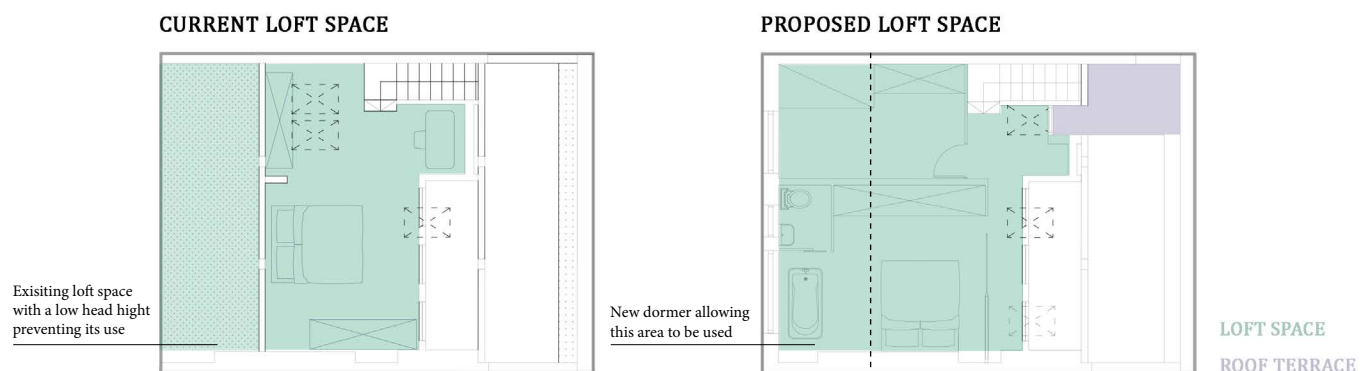 CURRENT LOFT SPACE
PROPOSED LOFT SPACE
Exisiting loft space
with a low head hight
preventing its use
New dormer allowing
this area to be used
LOFT SPACE
ROOF TERRACE